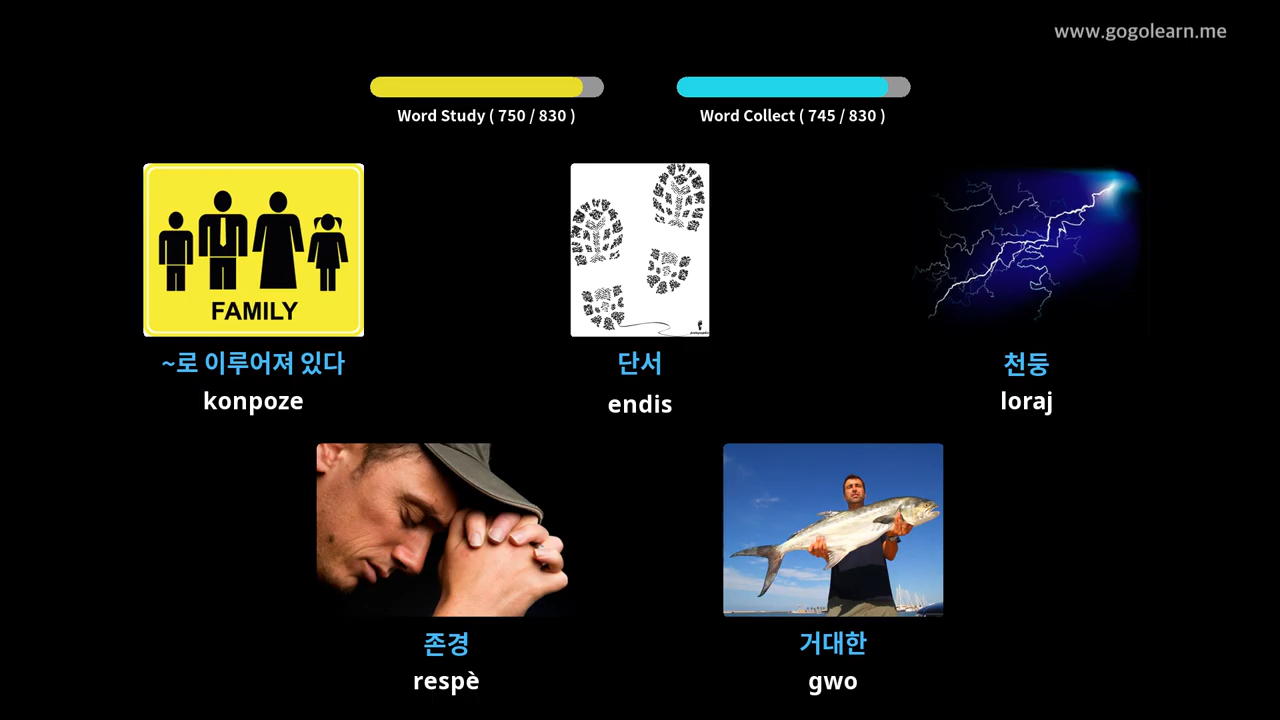 www.gogolearn.me
Word Study ( 750 / 830 )
Word Collect ( 745 / 830 )
FAMILY
~로 이루어져 있다
konpoze
단서
endis
천둥
loraj
존경
respè
거대한
gwo